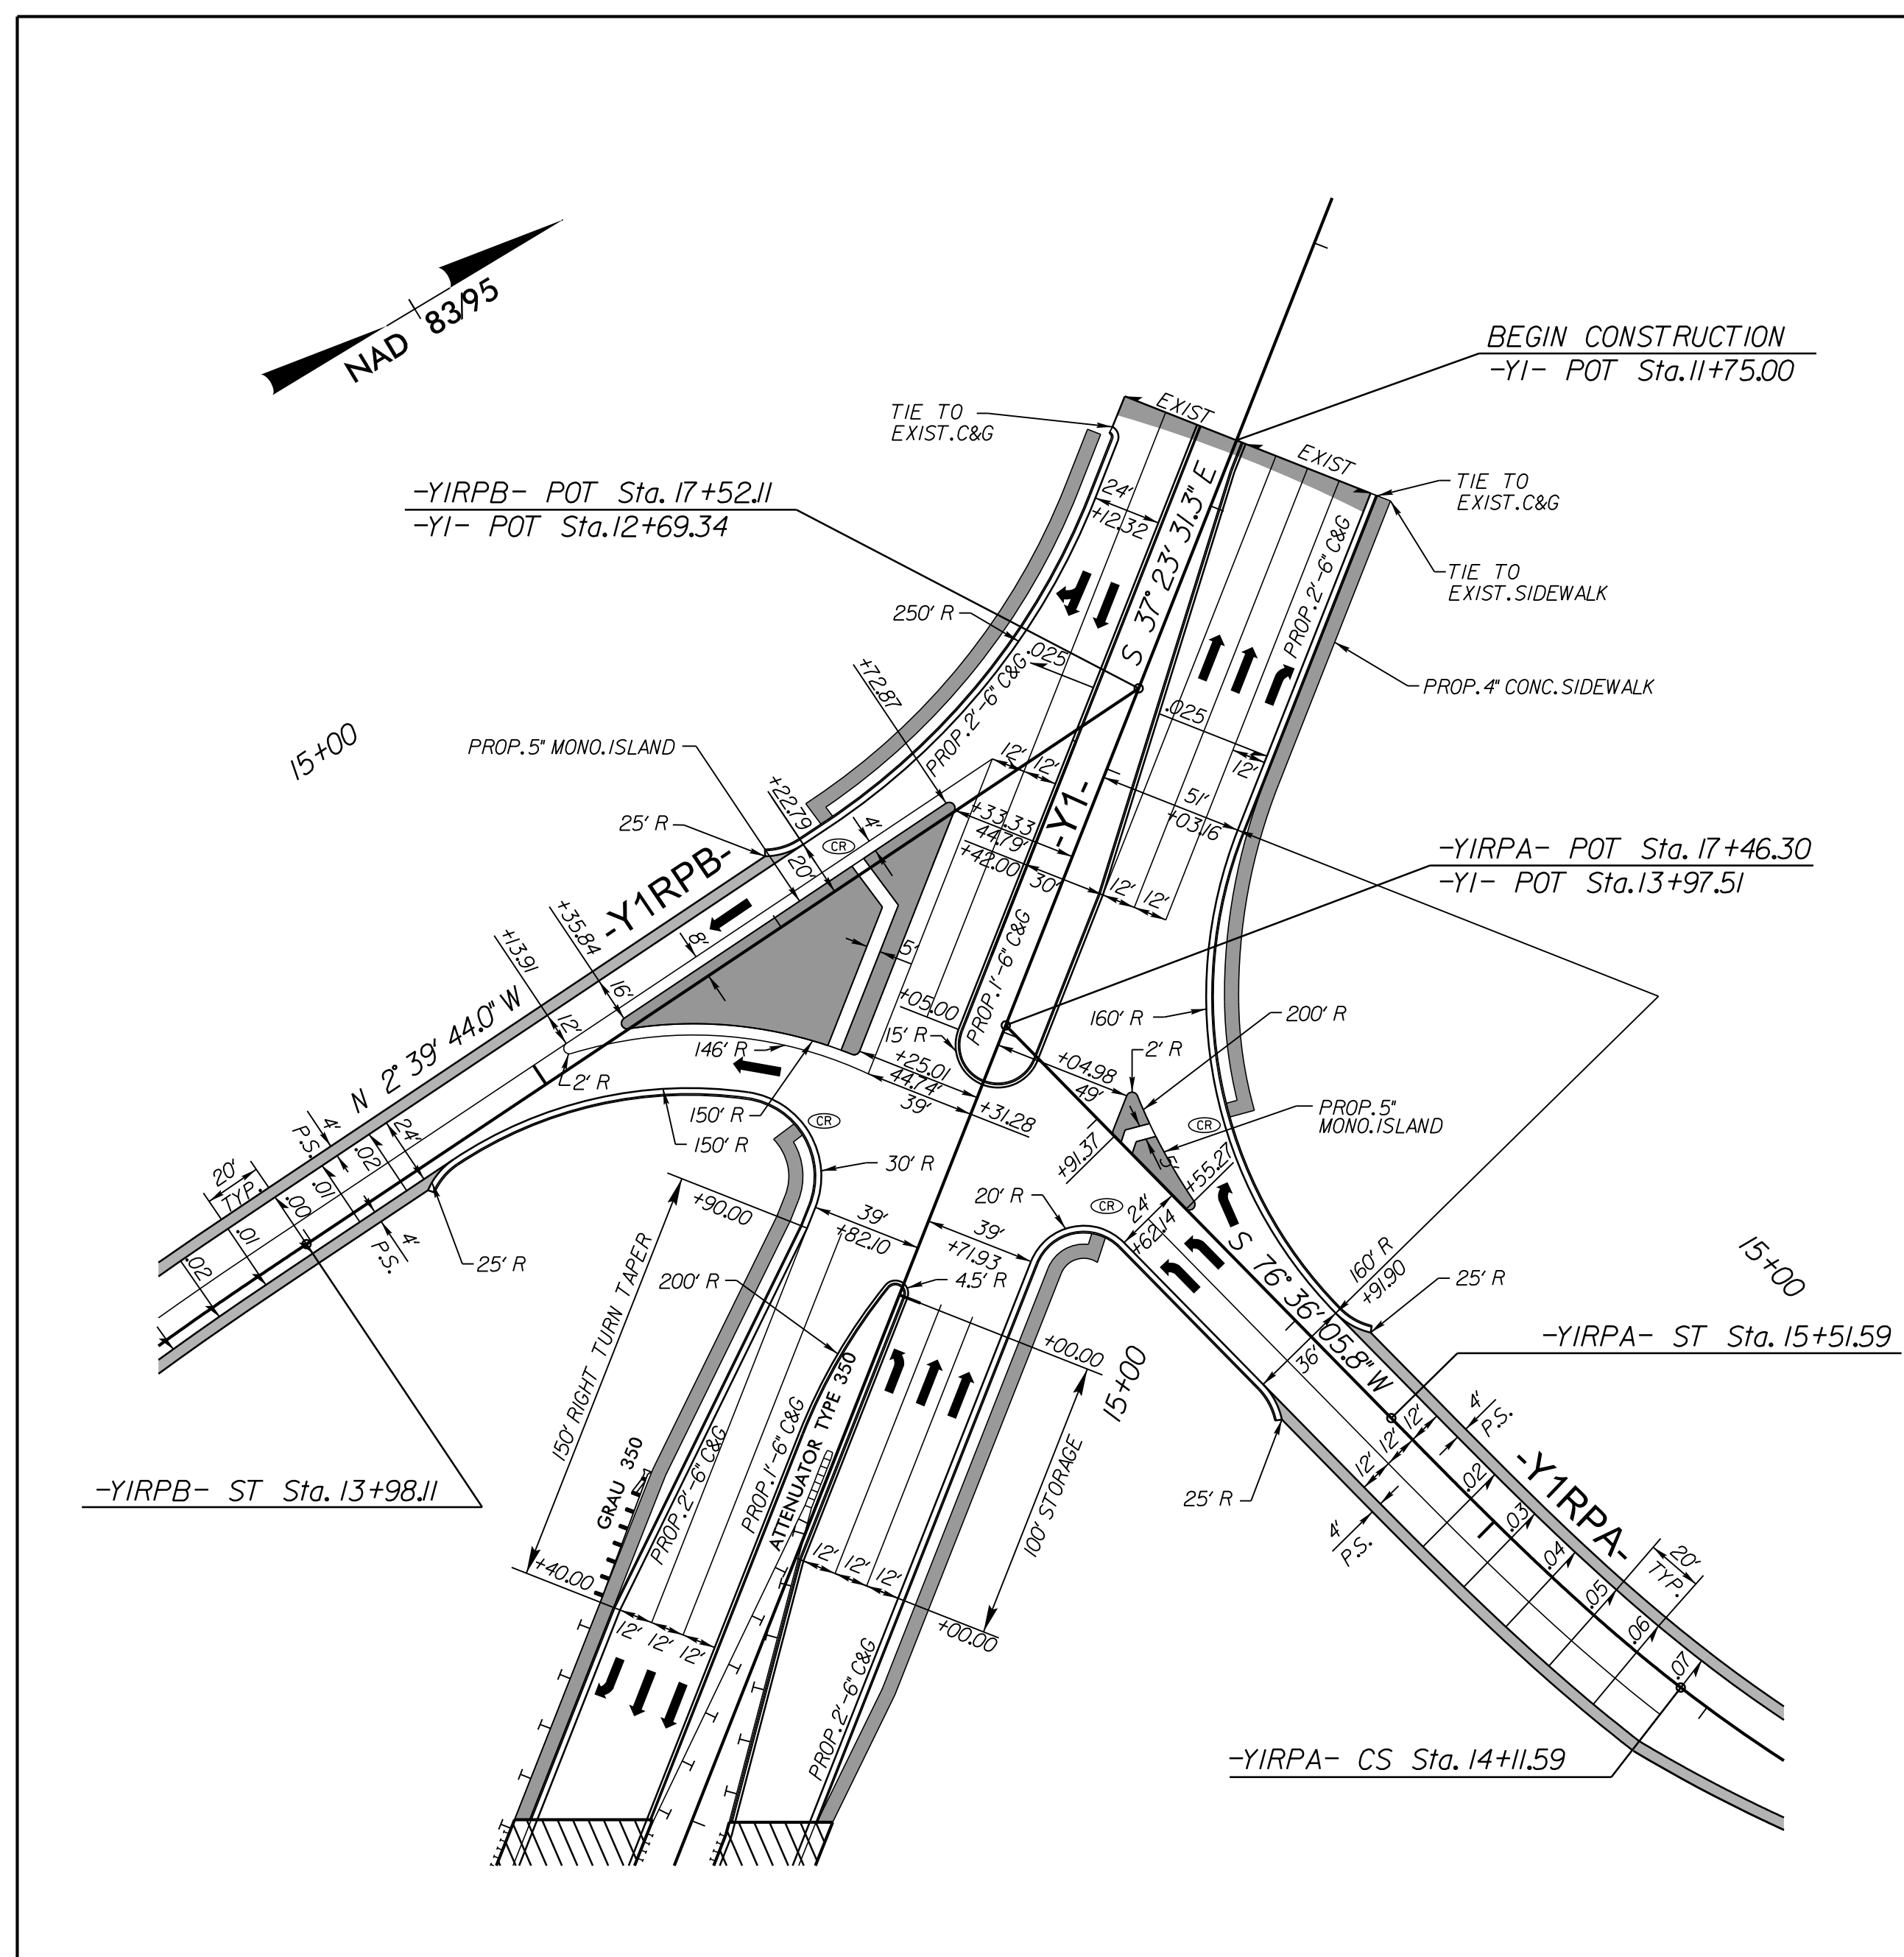 NAD 83/95
BEGIN CONSTRUCTION
-Y1- POT Sta. 11+75.00
TIE TO
EXIST. C&G
EXIST
EXIST
TIE TO
EXIST. C&G
TIE TO
EXIST. SIDEWALK
-Y1RPB- POT Sta. 17+52.11
-Y1- POT Sta. 12+69.34
24'
+12.32
S 37° 23' 31.3" E
PROP. 2'-6" C&G
250' R
.025
PROP. 2'-6" C&G
+72.87
PROP. 4" CONC. SIDEWALK
.025
12'
15+00
PROP. 5" MONO. ISLAND
+22.79
25' R
20'
CR
4'
12'
12'
-Y1-
51'
+03.16
+33.33
44.79'
+42.00
30'
12'
12'
-Y1RPA- POT Sta. 17+46.30
-Y1- POT Sta. 13+97.51
-Y1RPB-
+35.84
+13.91
8'
16'
12'
5'
PROP. 1'-6" C&G
+05.00
15' R
160' R
200' R
2' R
N 2° 39' 44.0" W
146' R
2' R
+25.01
44.74'
39'
+31.28
+04.98
49'
PROP. 5"
MONO. ISLAND
CR
+91.37
5'
+55.27
150' R
150' R
CR
30' R
4'
P.S.
.02
24'
20'
TYP.
.00
.01
.01
.02
4'
P.S.
25' R
+90.00
39'
+82.10
39'
+71.93
20' R
CR
24'
+62.14
S 76° 36' 05.8" W
160' R
+91.90
25' R
15+00
200' R
4.5' R
150' RIGHT TURN TAPER
+00.00
15+00
36'
-Y1RPA- ST Sta. 15+51.59
PROP. 1'-6" C&G
ATTENUATOR TYPE 350
GRAU 350
PROP. 2'-6" C&G
100' STORAGE
25' R
12'
12'
12'
4'
P.S.
4'
P.S.
-Y1RPB- ST Sta. 13+98.11
+40.00
12'
12'
12'
12'
12'
12'
+00.00
PROP. 2'-6" C&G
.02
.03
.04
.05
.06
.07
-Y1RPA-
20'
TYP.
-Y1RPA- CS Sta. 14+11.59